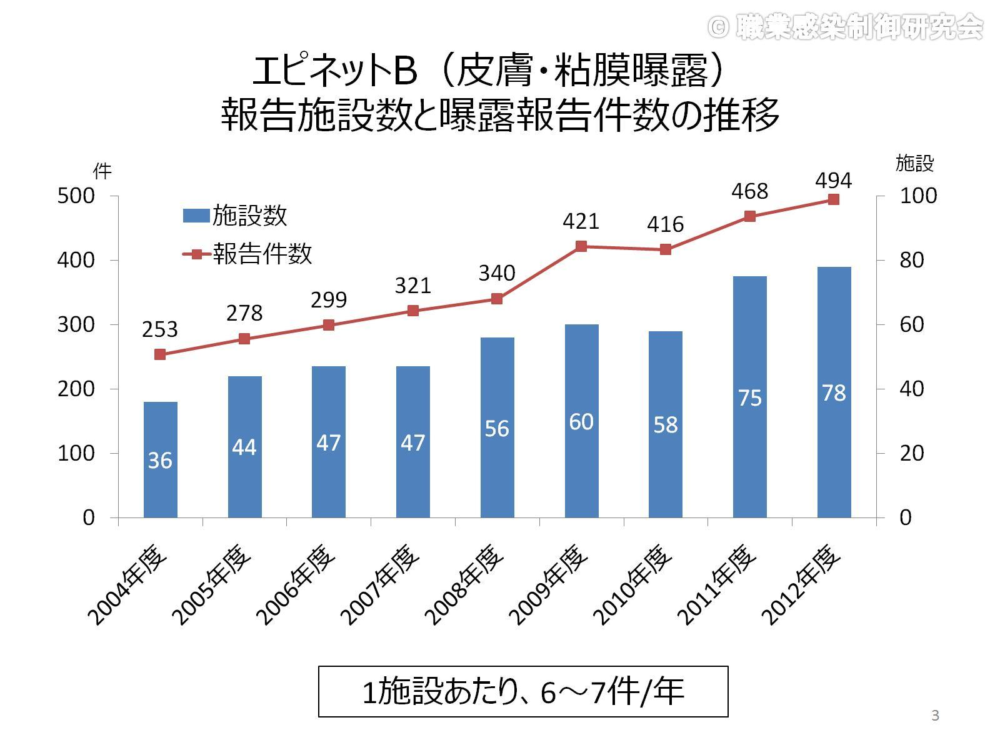 © 職業感染制御研究会
エピネットB（皮膚・粘膜曝露）
報告施設数と曝露報告件数の推移
件
施設
500
400
300
200
100
0
100
80
60
40
20
0
施設数
報告件数
253
278
299
321
340
421
416
468
494
36
44
47
47
56
60
58
75
78
2004年度
2005年度
2006年度
2007年度
2008年度
2009年度
2010年度
2011年度
2012年度
1施設あたり、6～7件/年
3